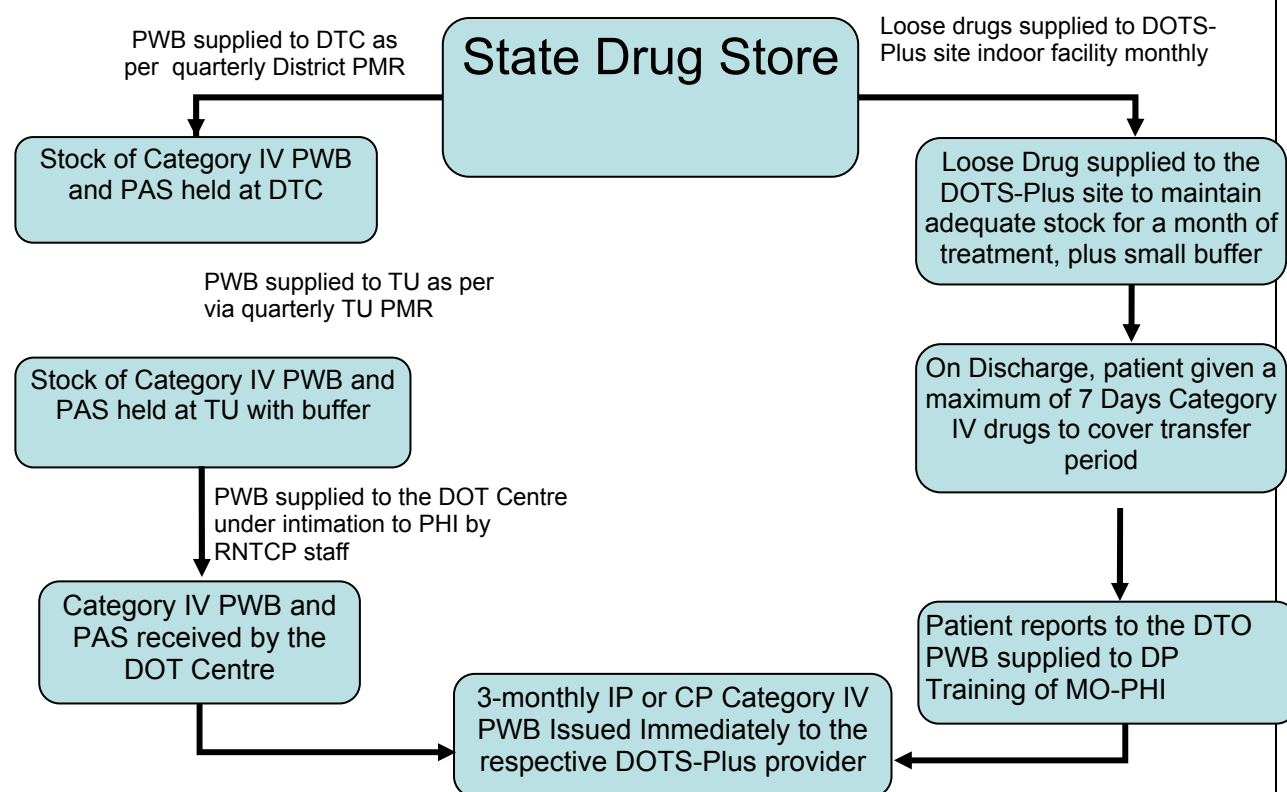 PWB supplied to DTC as
per quarterly District PMR
State Drug Store
Loose drugs supplied to DOTS-
Plus site indoor facility monthly
Stock of Category IV PWB
and PAS held at DTC
Loose Drug supplied to the
DOTS-Plus site to maintain
adequate stock for a month of
treatment, plus small buffer
PWB supplied to TU as per
via quarterly TU PMR
Stock of Category IV PWB and
PAS held at TU with buffer
On Discharge, patient given a
maximum of 7 Days Category
IV drugs to cover transfer
period
PWB supplied to the DOT Centre
under intimation to PHI by
RNTCP staff
Category IV PWB and
PAS received by the
DOT Centre
Patient reports to the DTO
PWB supplied to DP
Training of MO-PHI
3-monthly IP or CP Category IV
PWB Issued Immediately to the
respective DOTS-Plus provider